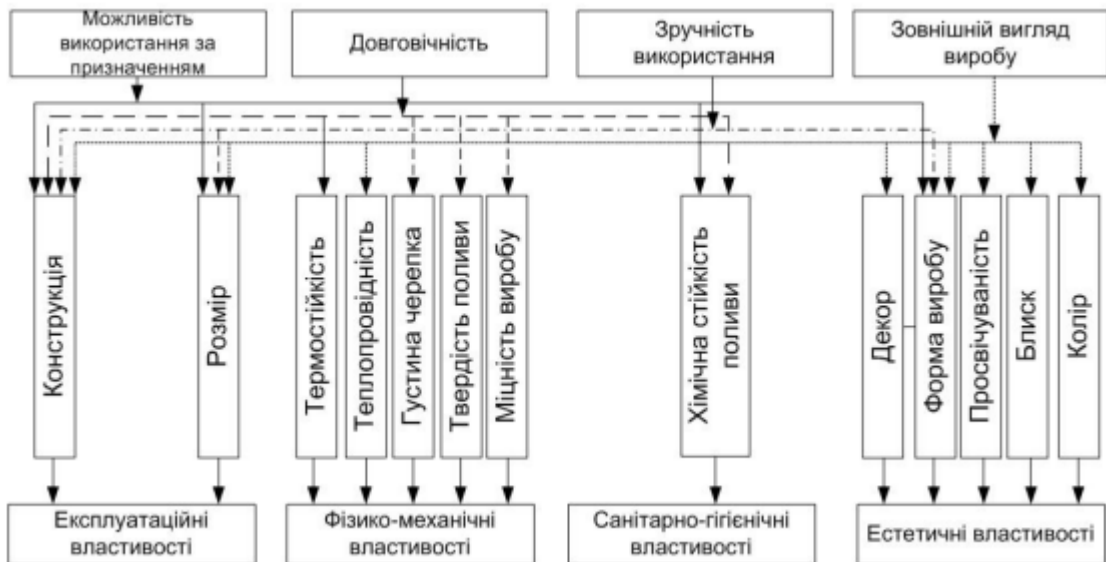 Можливість
використання за
призначенням
Довговічність
Зручність
використання
Зовнішній вигляд
виробу
Конструкція
Розмір
Термостійкість
Теплопровідність
Густина черепка
Твердість поливи
Міцність виробу
Хімічна стійкість
поливи
Декор
Форма виробу
Просвічуваність
Блиск
Колір
Експлуатаційні
властивості
Фізико-механічні
властивості
Санітарно-гігієнічні
властивості
Естетичні властивості